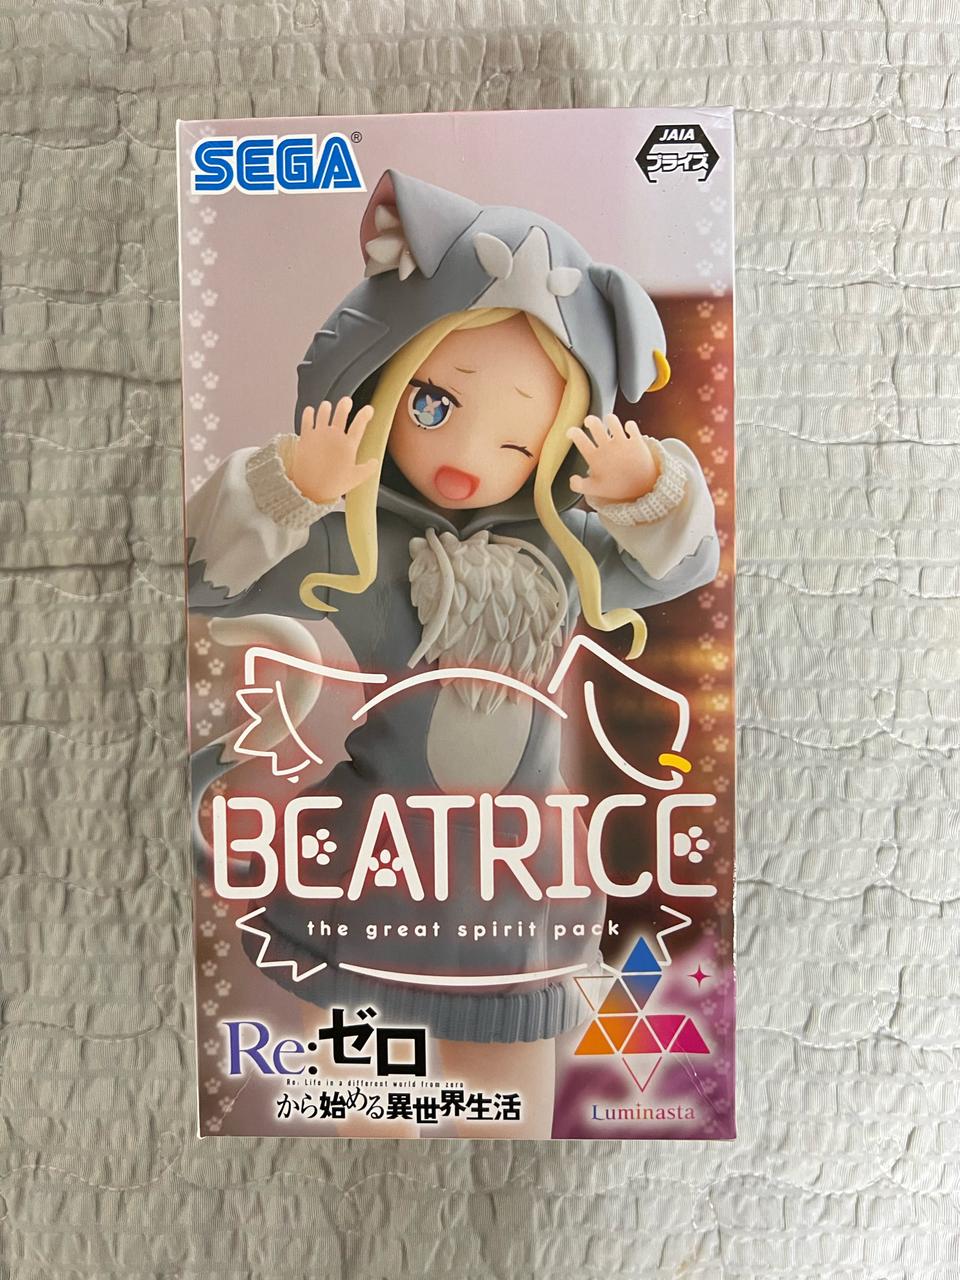 SEGA®
JAIA
プライズ
BEATRICE
the great spirit pack
Re:ゼロ
Re: Life in a different world from zero
から始める異世界生活
Luminasta